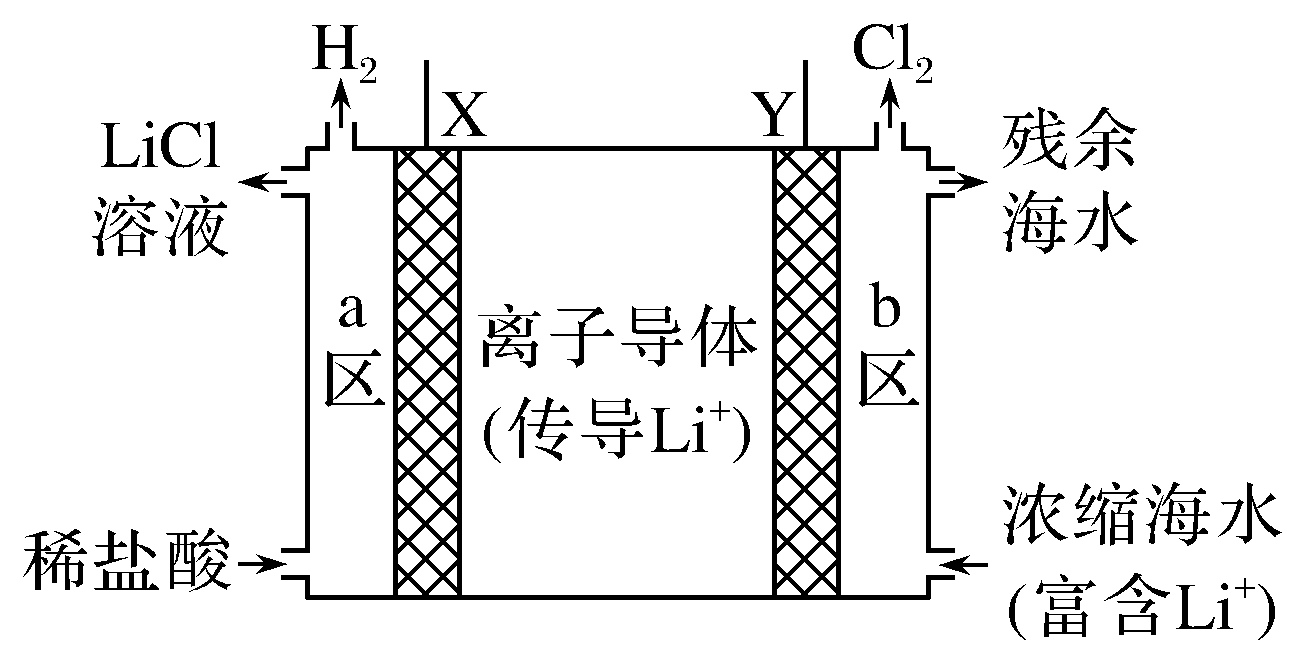 H₂
Cl₂
X
Y
LiCl
溶液
残余
海水
a
区
离子导体
(传导Li⁺)
b
区
稀盐酸
浓缩海水
(富含Li⁺)